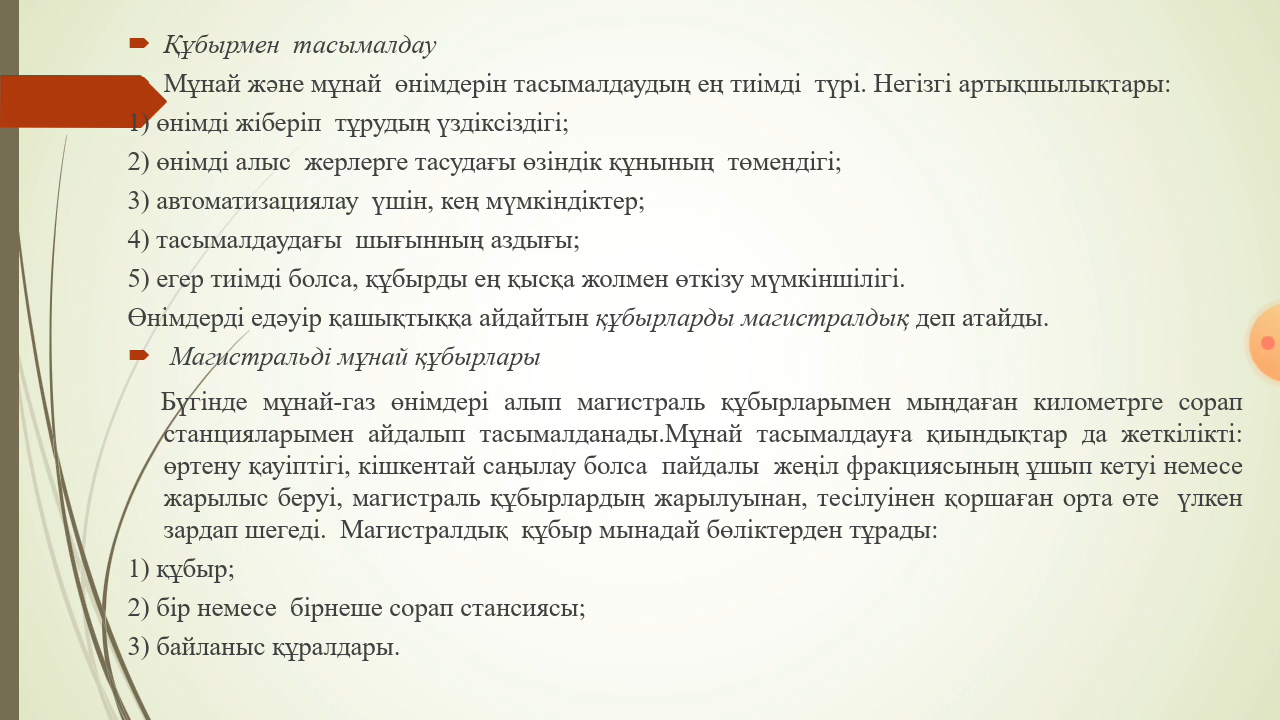 Құбырмен тасымалдау
Мұнай және мұнай өнімдерін тасымалдаудың ең тиімді түрі. Негізгі артықшылықтары:
1) өнімді жіберіп тұрудың үздіксіздігі;
2) өнімді алыс жерлерге тасудағы өзіндік құнының төмендігі;
3) автоматизациялау үшін, кең мүмкіндіктер;
4) тасымалдаудағы шығынның аздығы;
5) егер тиімді болса, құбырды ең қысқа жолмен өткізу мүмкіншілігі.
Өнімдерді едәуір қашықтыққа айдайтын құбырларды магистралдық деп атайды.
Магистральді мұнай құбырлары
Бүгінде мұнай-газ өнімдері алып магистраль құбырларымен мыңдаған километрге сорап
станцияларымен айдалып тасымалданады.Мұнай тасымалдауға қиындықтар да жеткілікті:
өртену қауіптігі, кішкентай саңылау болса пайдалы жеңіл фракциясының ұшып кетуі немесе
жарылыс беруі, магистраль құбырлардың жарылуынан, тесілуінен қоршаған орта өте үлкен
зардап шегеді. Магистралдық құбыр мынадай бөліктерден тұрады:
1) құбыр;
2) бір немесе бірнеше сорап стансиясы;
3) байланыс құралдары.